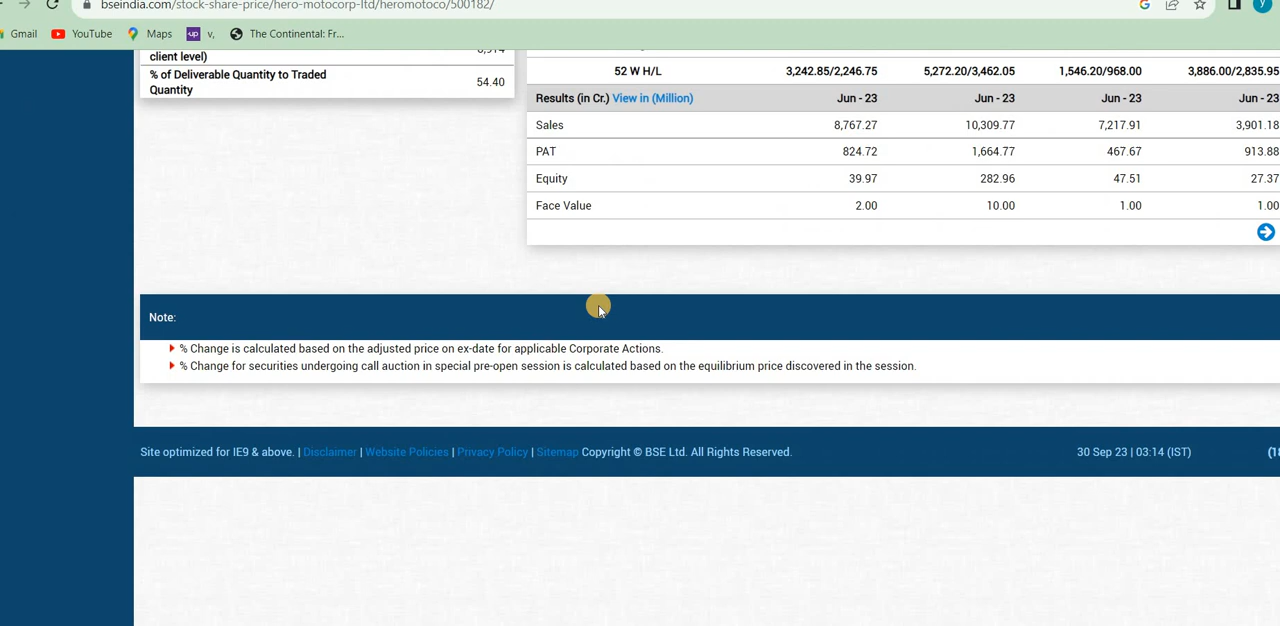 bseindia.com/stock-share-price/hero-motocorp-ltd/heromotoco/500182/
Gmail YouTube Maps up v, The Continental: Fr...
client level)
% of Deliverable Quantity to Traded
Quantity 54.40
52 W H/L 3,242.85/2,246.75 5,272.20/3,462.05 1,546.20/968.00 3,886.00/2,835.95
Results (in Cr.) View in (Million) Jun - 23 Jun - 23 Jun - 23 Jun - 23
Sales 8,767.27 10,309.77 7,217.91 3,901.18
PAT 824.72 1,664.77 467.67 913.88
Equity 39.97 282.96 47.51 27.37
Face Value 2.00 10.00 1.00 1.00
Note:
% Change is calculated based on the adjusted price on ex-date for applicable Corporate Actions.
% Change for securities undergoing call auction in special pre-open session is calculated based on the equilibrium price discovered in the session.
Site optimized for IE9 & above. | Disclaimer | Website Policies | Privacy Policy | Sitemap Copyright © BSE Ltd. All Rights Reserved. 30 Sep 23 | 03:14 (IST)